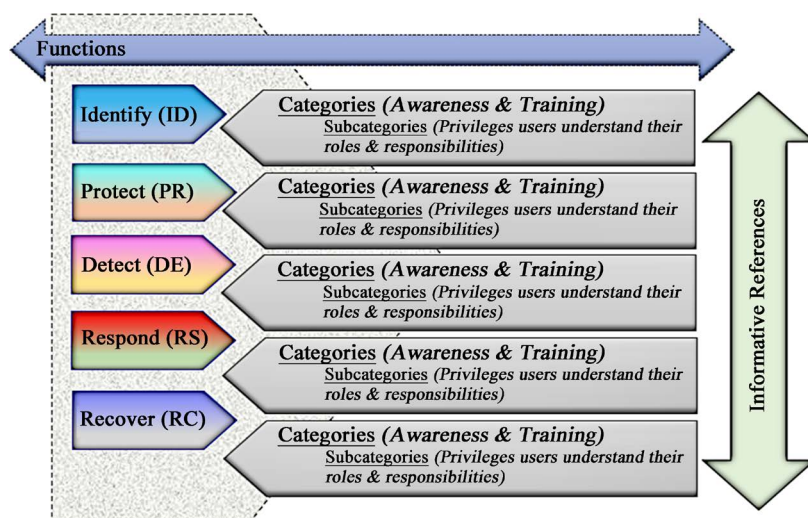 Functions
Identify (ID)
Categories (Awareness & Training)
Subcategories (Privileges users understand their
roles & responsibilities)
Protect (PR)
Categories (Awareness & Training)
Subcategories (Privileges users understand their
roles & responsibilities)
Detect (DE)
Categories (Awareness & Training)
Subcategories (Privileges users understand their
roles & responsibilities)
Respond (RS)
Categories (Awareness & Training)
Subcategories (Privileges users understand their
roles & responsibilities)
Recover (RC)
Categories (Awareness & Training)
Subcategories (Privileges users understand their
roles & responsibilities)
Informative References